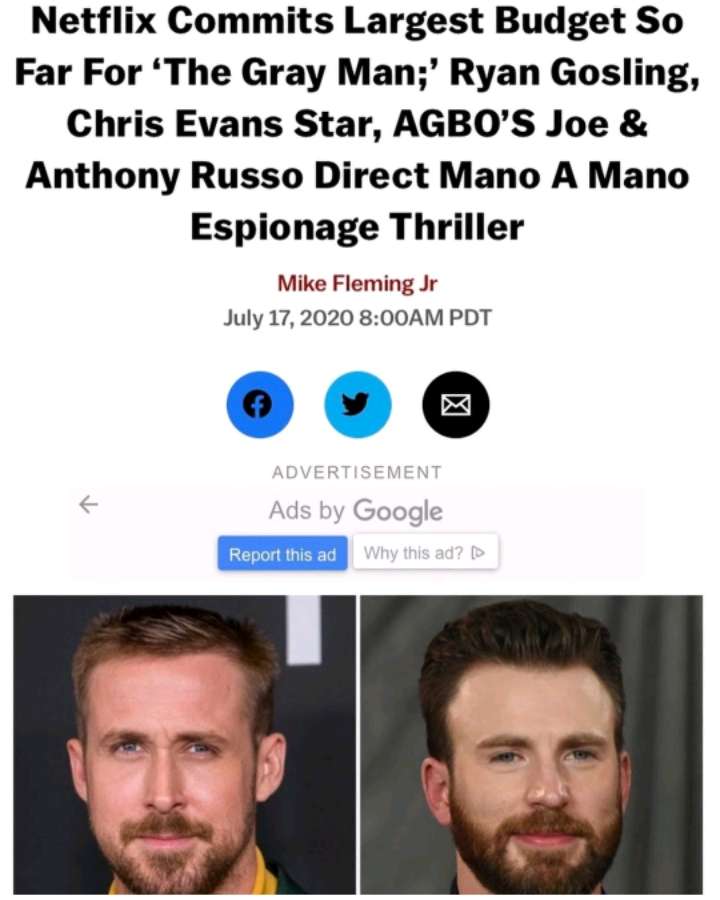 Netflix Commits Largest Budget So
Far For ‘The Gray Man;’ Ryan Gosling,
Chris Evans Star, AGBO’S Joe &
Anthony Russo Direct Mano A Mano
Espionage Thriller
Mike Fleming Jr
July 17, 2020 8:00AM PDT
ADVERTISEMENT
Ads by Google
Report this ad
Why this ad?